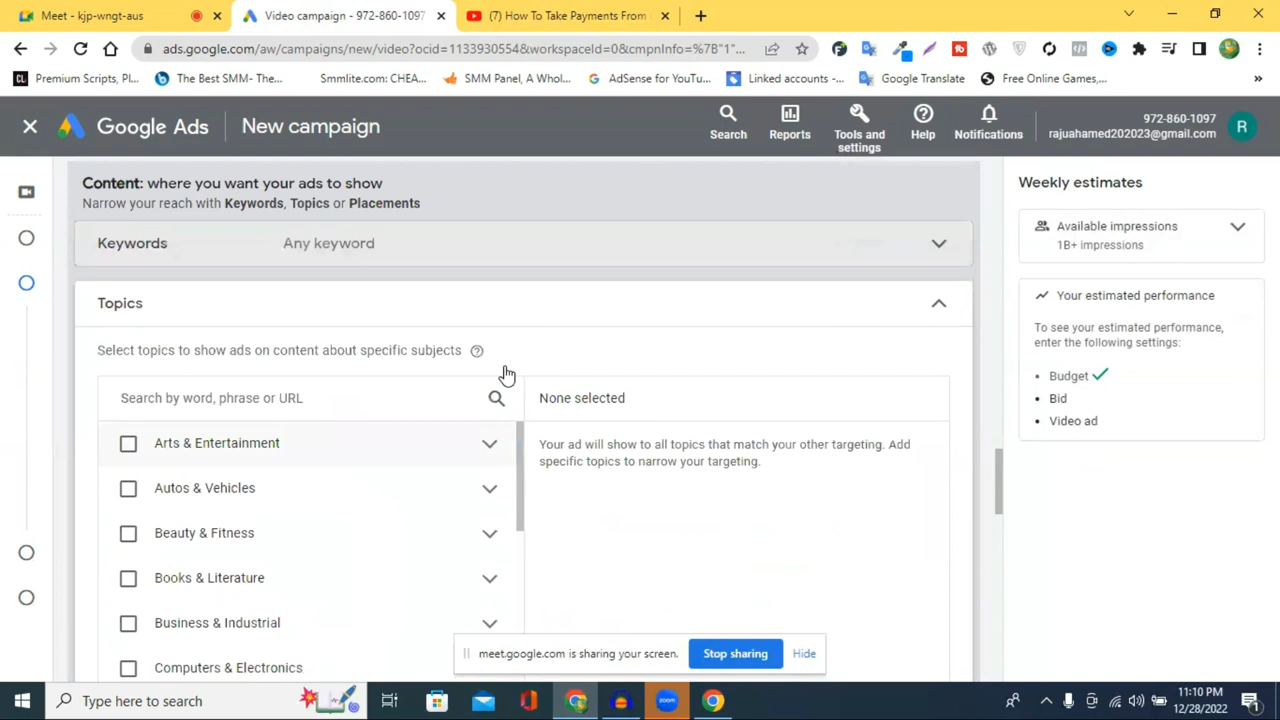 Meet - kjp-wngt-aus
Video campaign - 972-860-1097
(7) How To Take Payments From
ads.google.com/aw/campaigns/new/video?ocid=1133930554&workspaceId=0&cmpnInfo=%7B"1"...
Premium Scripts, Pl...
The Best SMM- The...
Smmlite.com: CHEA...
SMM Panel, A Whol...
AdSense for YouTu...
Linked accounts -...
Google Translate
Free Online Games,...
Google Ads
New campaign
Search
Reports
Tools and settings
Help
Notifications
972-860-1097
rajuahamed202023@gmail.com
R
Content: where you want your ads to show
Narrow your reach with Keywords, Topics or Placements
Keywords
Any keyword
Topics
Select topics to show ads on content about specific subjects
Search by word, phrase or URL
None selected
Arts & Entertainment
Autos & Vehicles
Beauty & Fitness
Books & Literature
Business & Industrial
Computers & Electronics
Your ad will show to all topics that match your other targeting. Add
specific topics to narrow your targeting.
Weekly estimates
Available impressions
1B+ impressions
Your estimated performance
To see your estimated performance,
enter the following settings:
Budget
Bid
Video ad
meet.google.com is sharing your screen.
Stop sharing
Hide
Type here to search
zoom
11:10 PM
12/28/2022
1